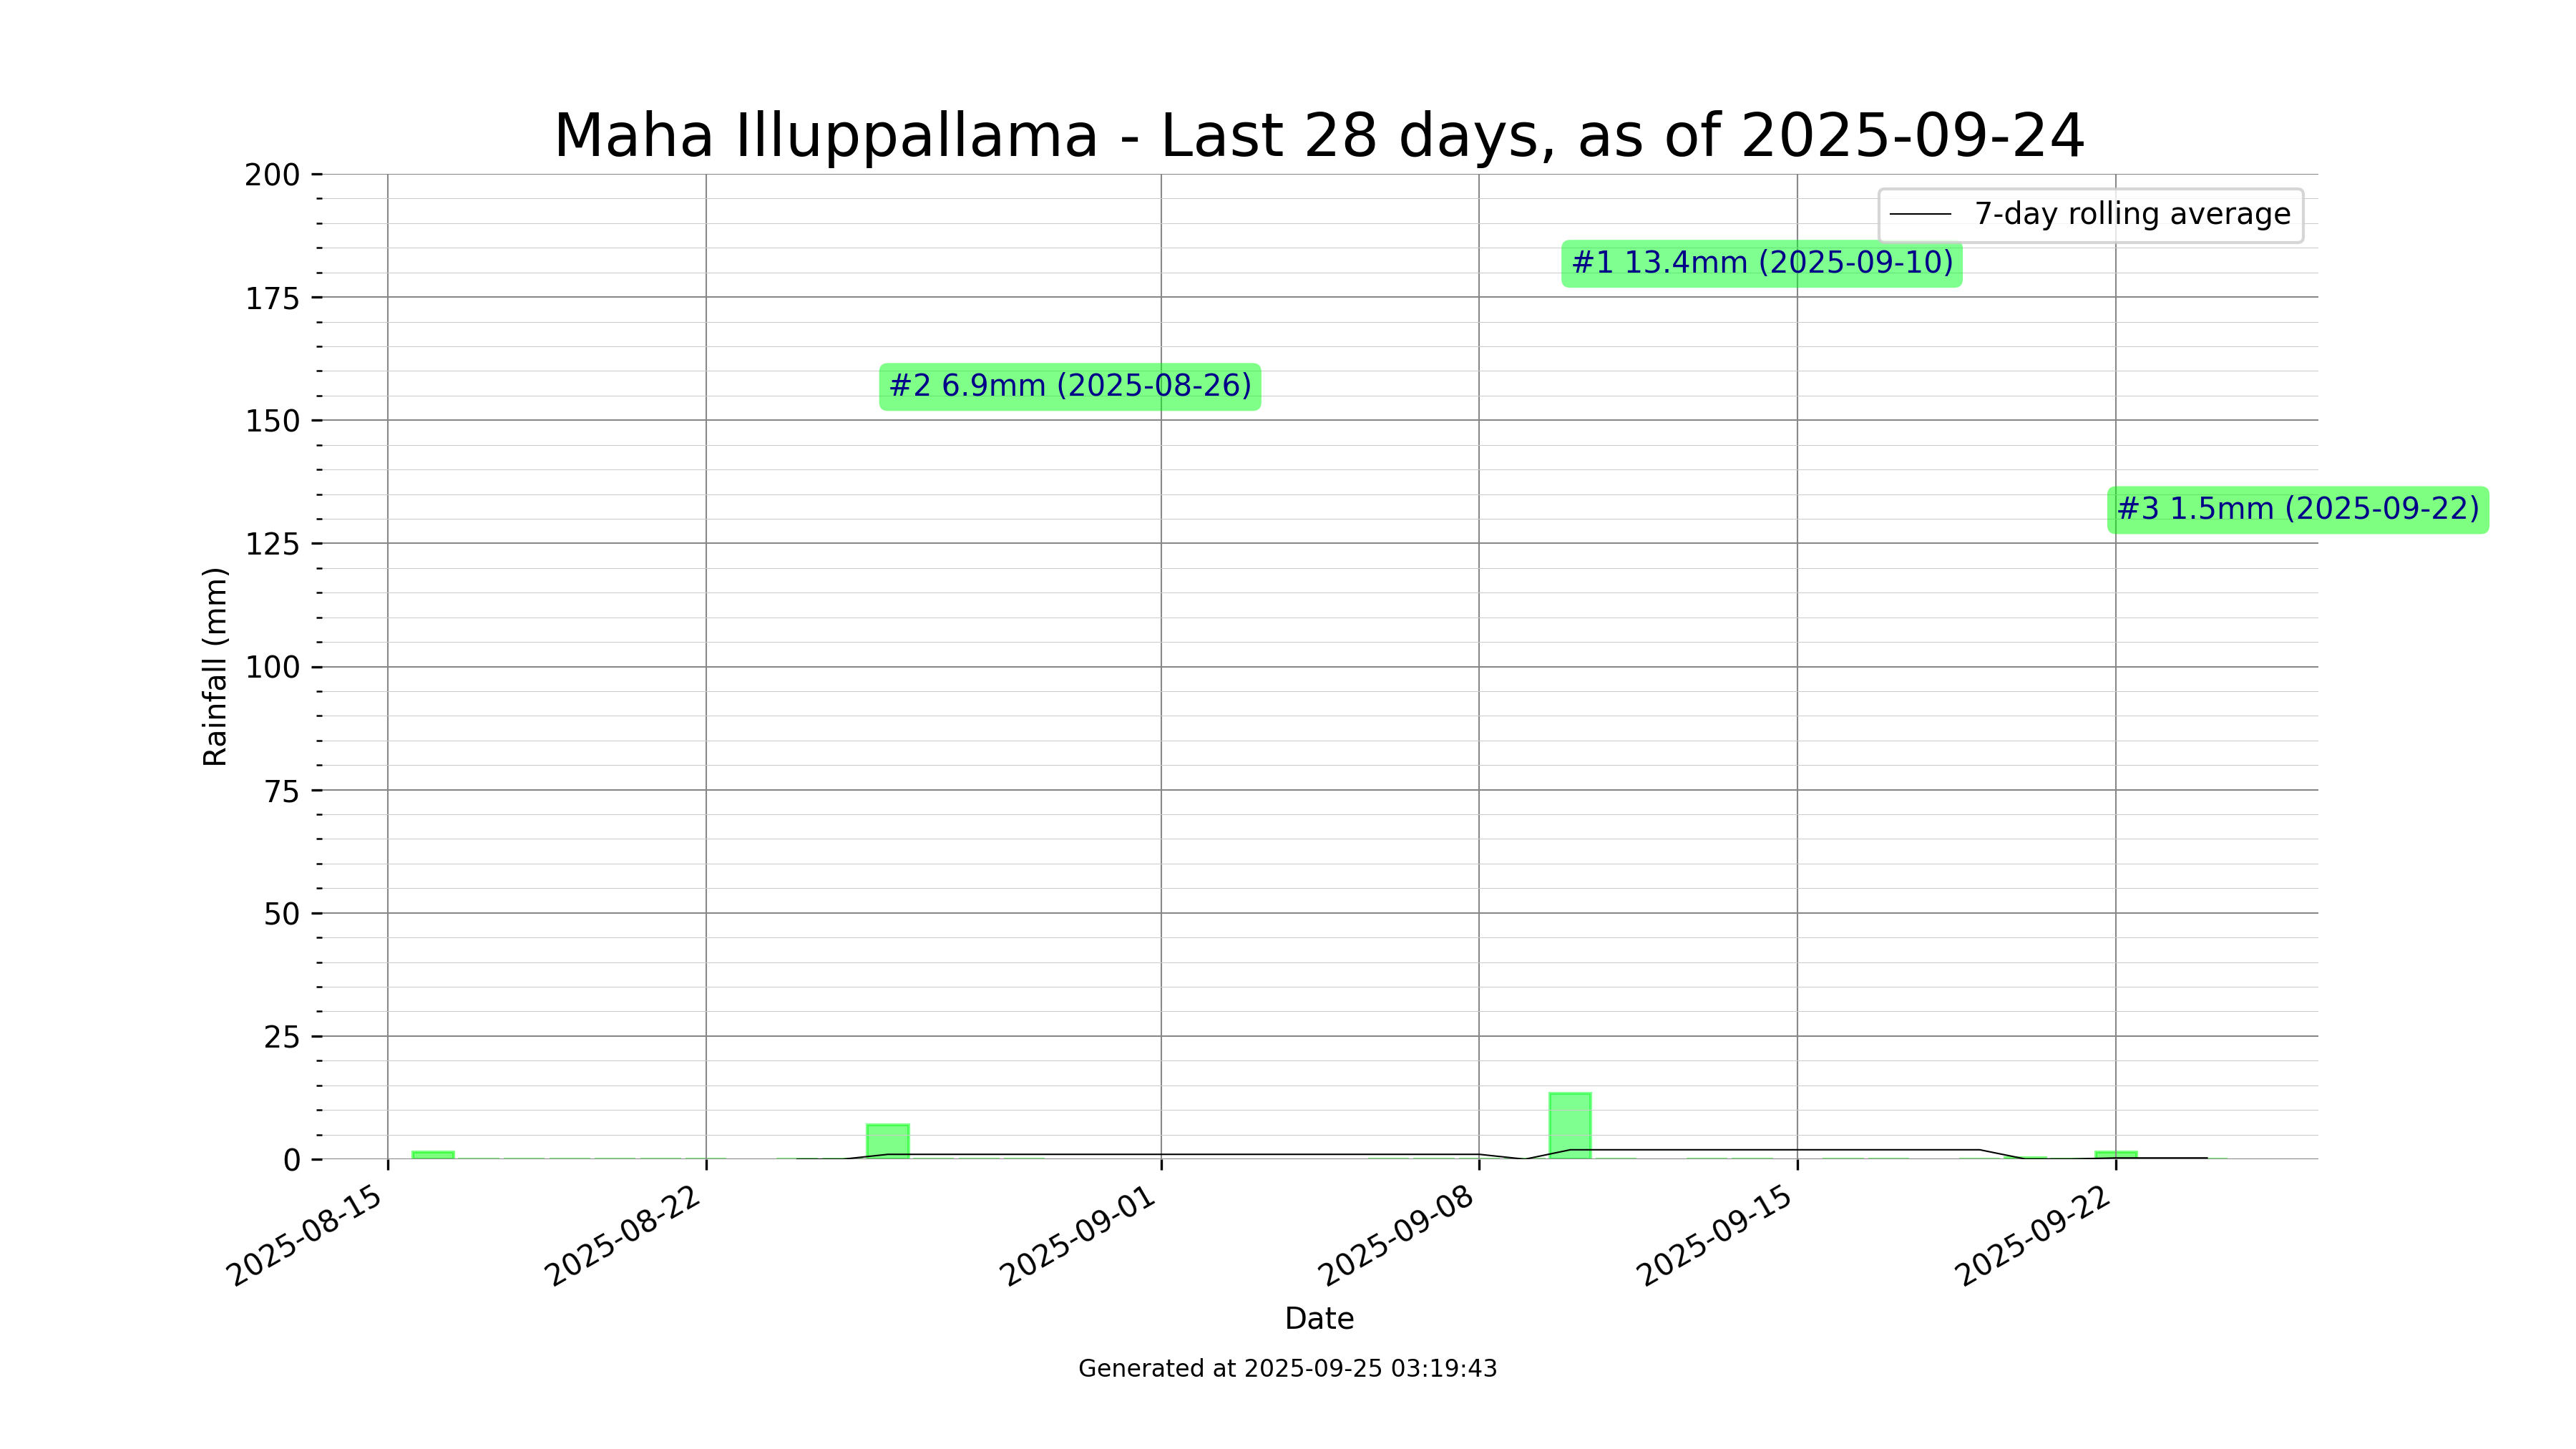 Maha Illuppallama - Last 28 days, as of 2025-09-24
7-day rolling average
#1 13.4mm (2025-09-10)
#2 6.9mm (2025-08-26)
#3 1.5mm (2025-09-22)
Rainfall (mm)
200
175
150
125
100
75
50
25
0
2025-08-15
2025-08-22
2025-09-01
2025-09-08
2025-09-15
2025-09-22
Date
Generated at 2025-09-25 03:19:43